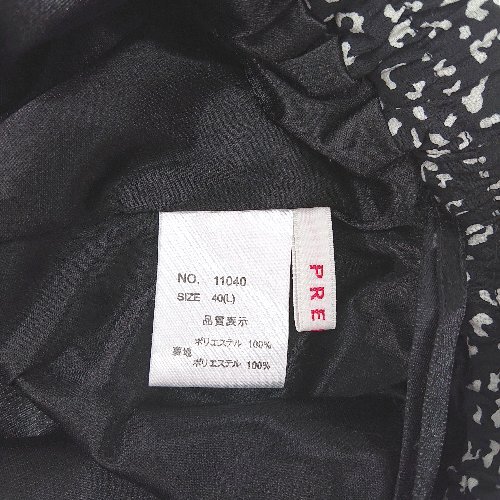 NO. 11040
SIZE 40(L)
品質表示
ポリエステル 100%
裏地
ポリエステル 100%
PRE